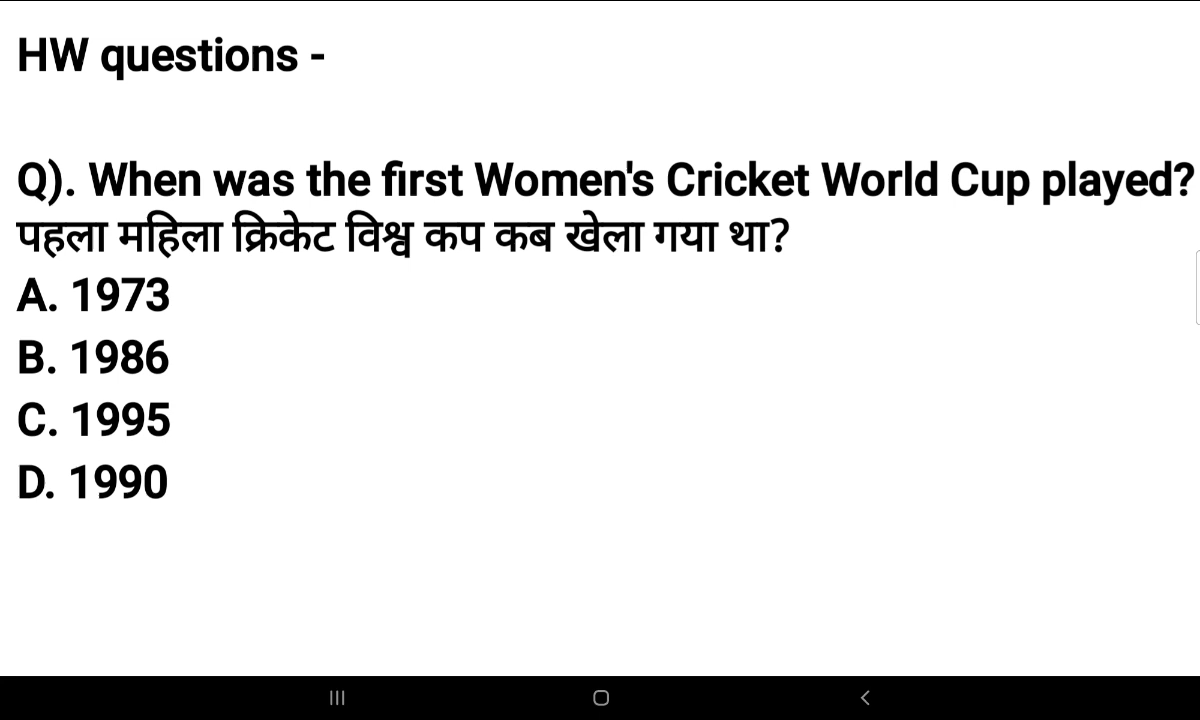 HW questions -
Q). When was the first Women's Cricket World Cup played?
पहला महिला क्रिकेट विश्व कप कब खेला गया था?
A. 1973
B. 1986
C. 1995
D. 1990